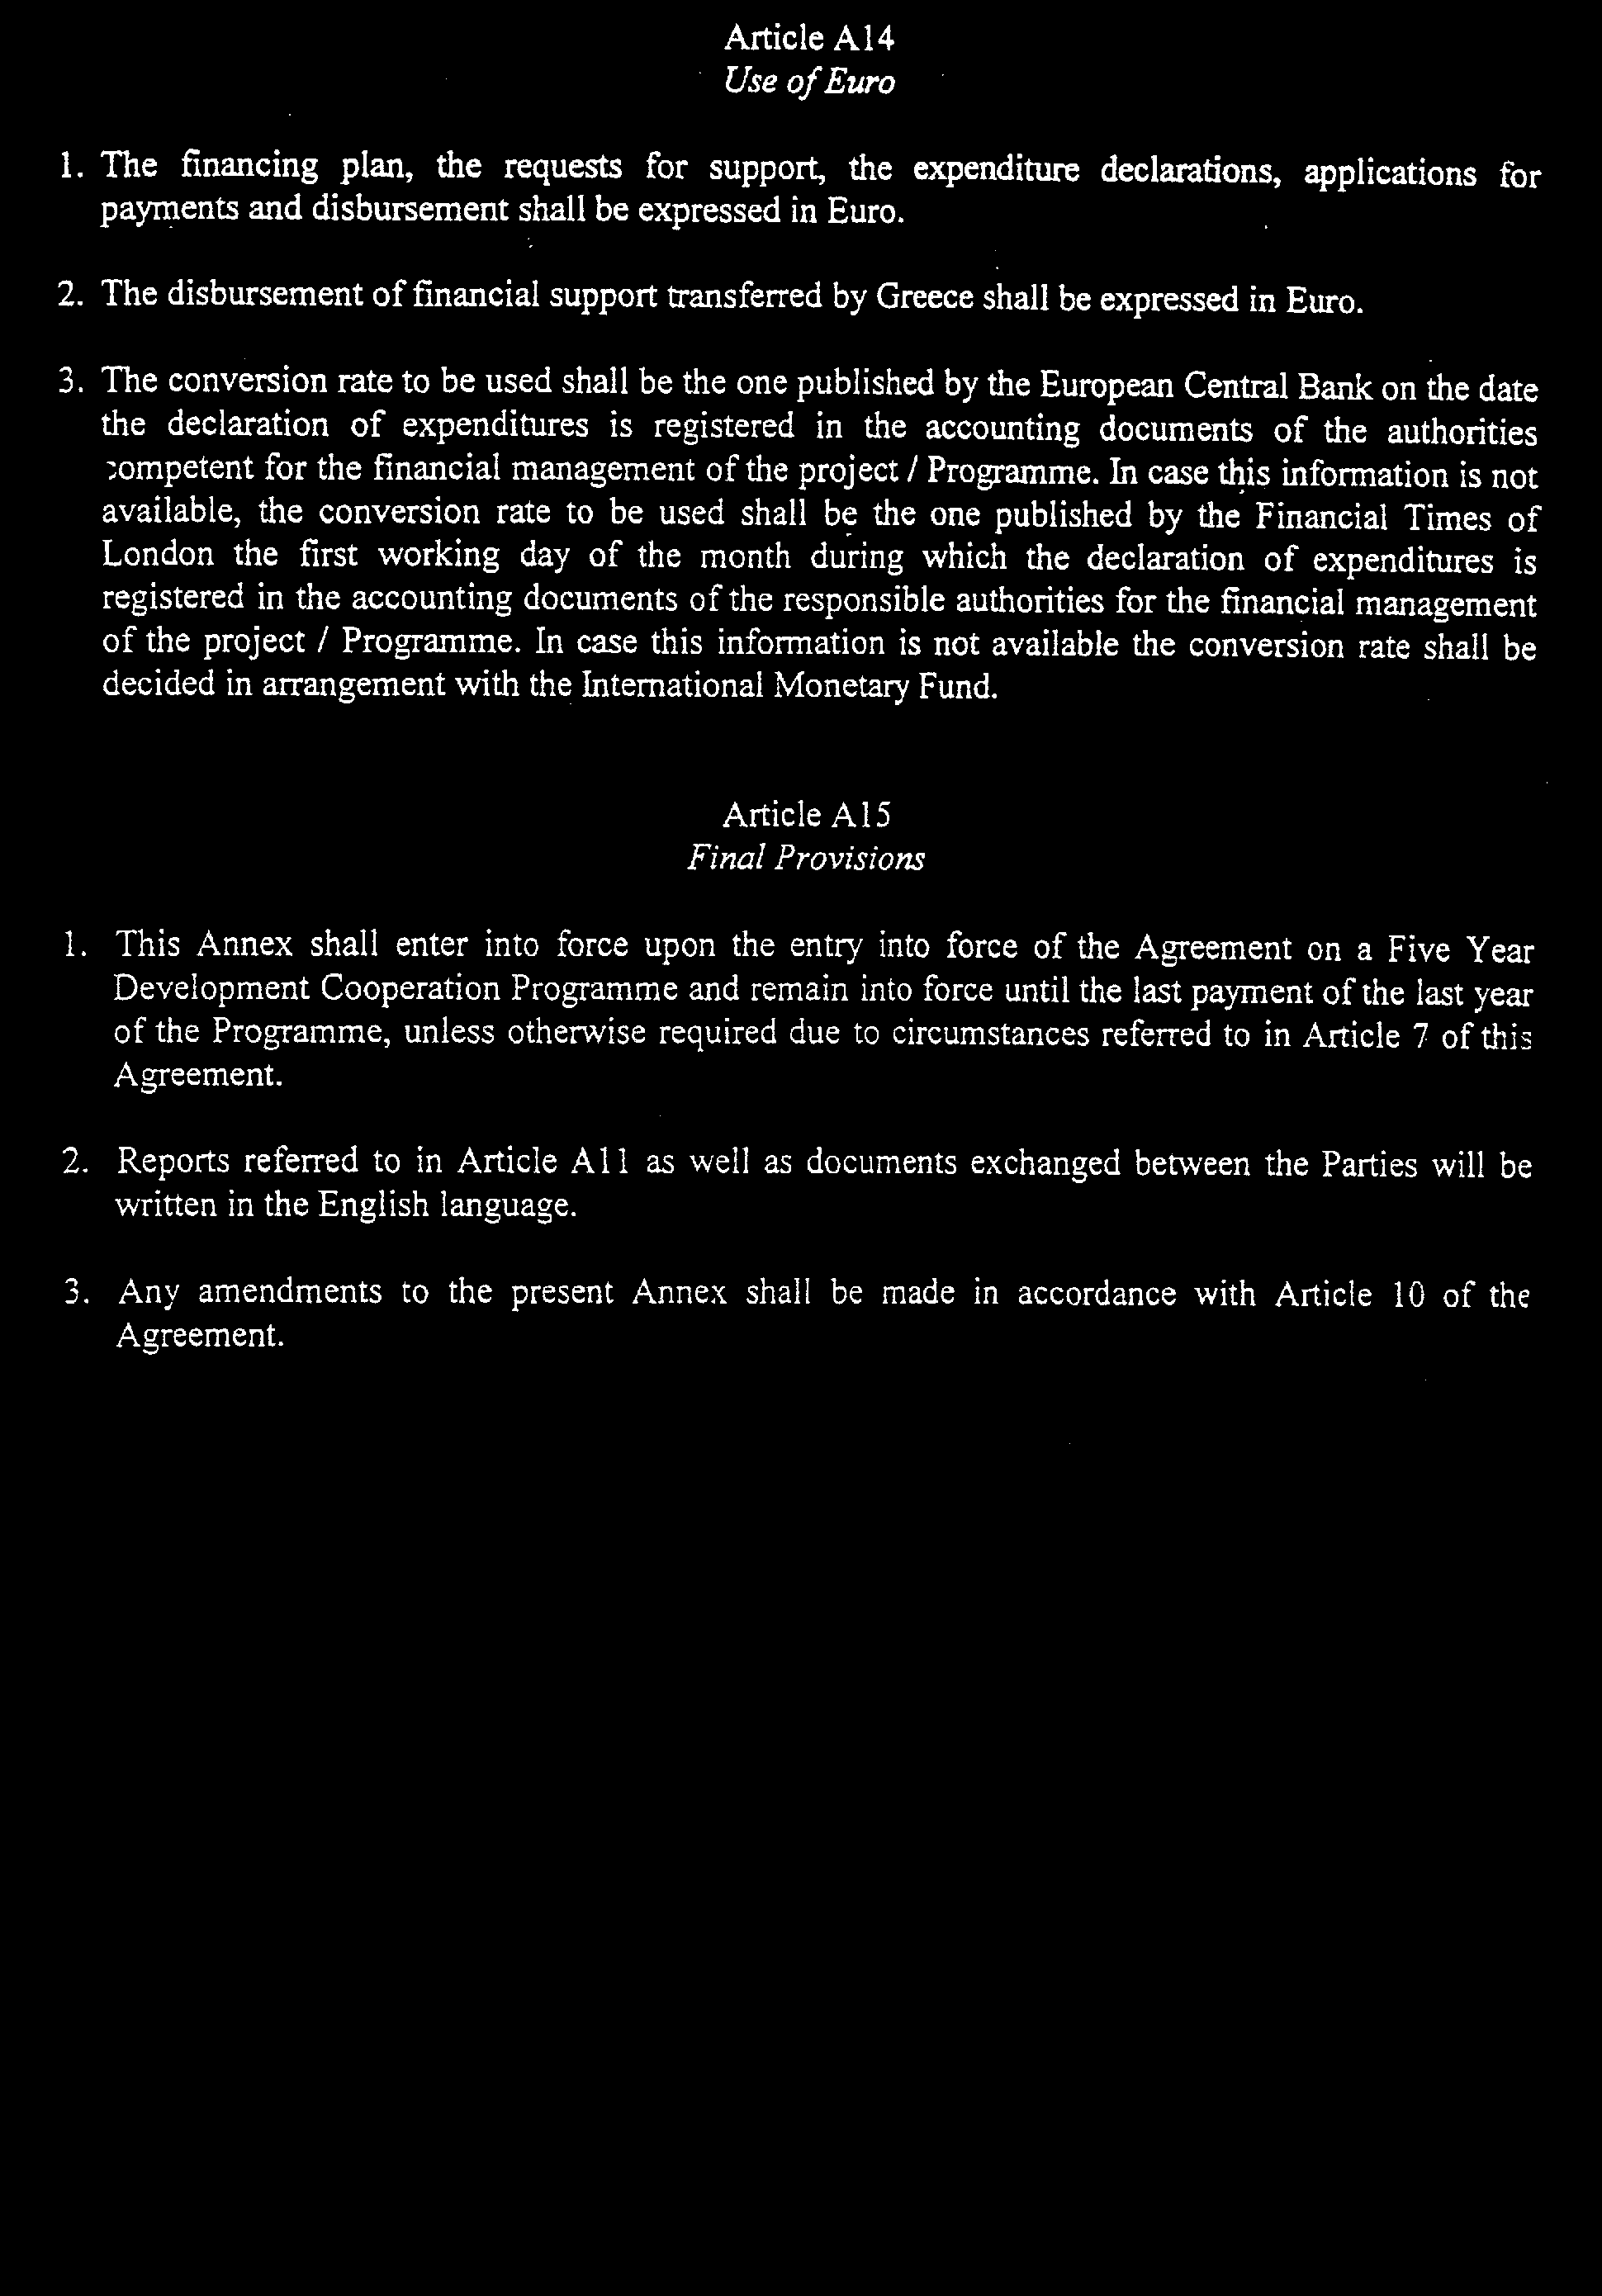 Article A14
Use of Euro
1. The financing plan, the requests for support, the expenditure declarations, applications for
payments and disbursement shall be expressed in Euro.
2. The disbursement of financial support transferred by Greece shall be expressed in Euro.
3. The conversion rate to be used shall be the one published by the European Central Bank on the date
the declaration of expenditures is registered in the accounting documents of the authorities
competent for the financial management of the project / Programme. In case this information is not
available, the conversion rate to be used shall be the one published by the Financial Times of
London the first working day of the month during which the declaration of expenditures is
registered in the accounting documents of the responsible authorities for the financial management
of the project / Programme. In case this information is not available the conversion rate shall be
decided in arrangement with the International Monetary Fund.
Article A15
Final Provisions
1. This Annex shall enter into force upon the entry into force of the Agreement on a Five Year
Development Cooperation Programme and remain into force until the last payment of the last year
of the Programme, unless otherwise required due to circumstances referred to in Article 7 of this
Agreement.
2. Reports referred to in Article A11 as well as documents exchanged between the Parties will be
written in the English language.
3. Any amendments to the present Annex shall be made in accordance with Article 10 of the
Agreement.